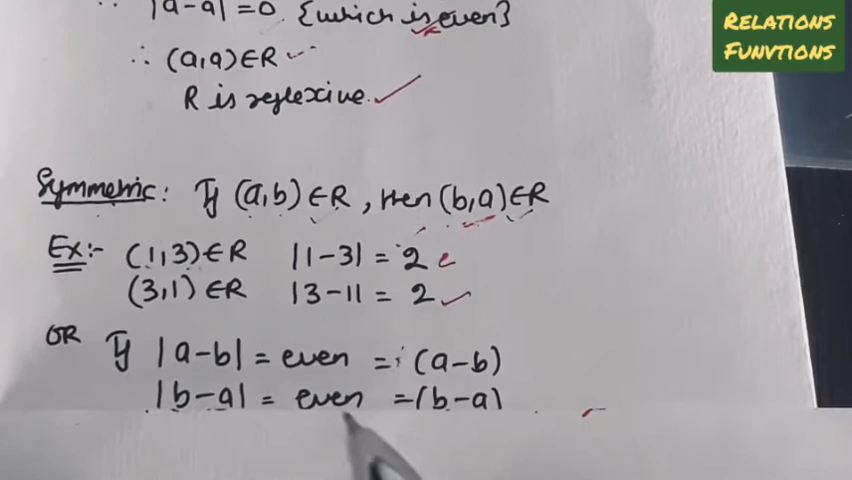 ∴ |a-a| = 0 {which is even}
∴ (a,a) ∈ R
R is reflexive.
Symmetric: If (a,b) ∈ R, then (b,a) ∈ R
Ex:- (1,3) ∈ R |1-3| = 2
(3,1) ∈ R |3-1| = 2
OR If |a-b| = even = (a-b)
|b-a| = even = (b-a)
RELATIONS
FUNVTIONS